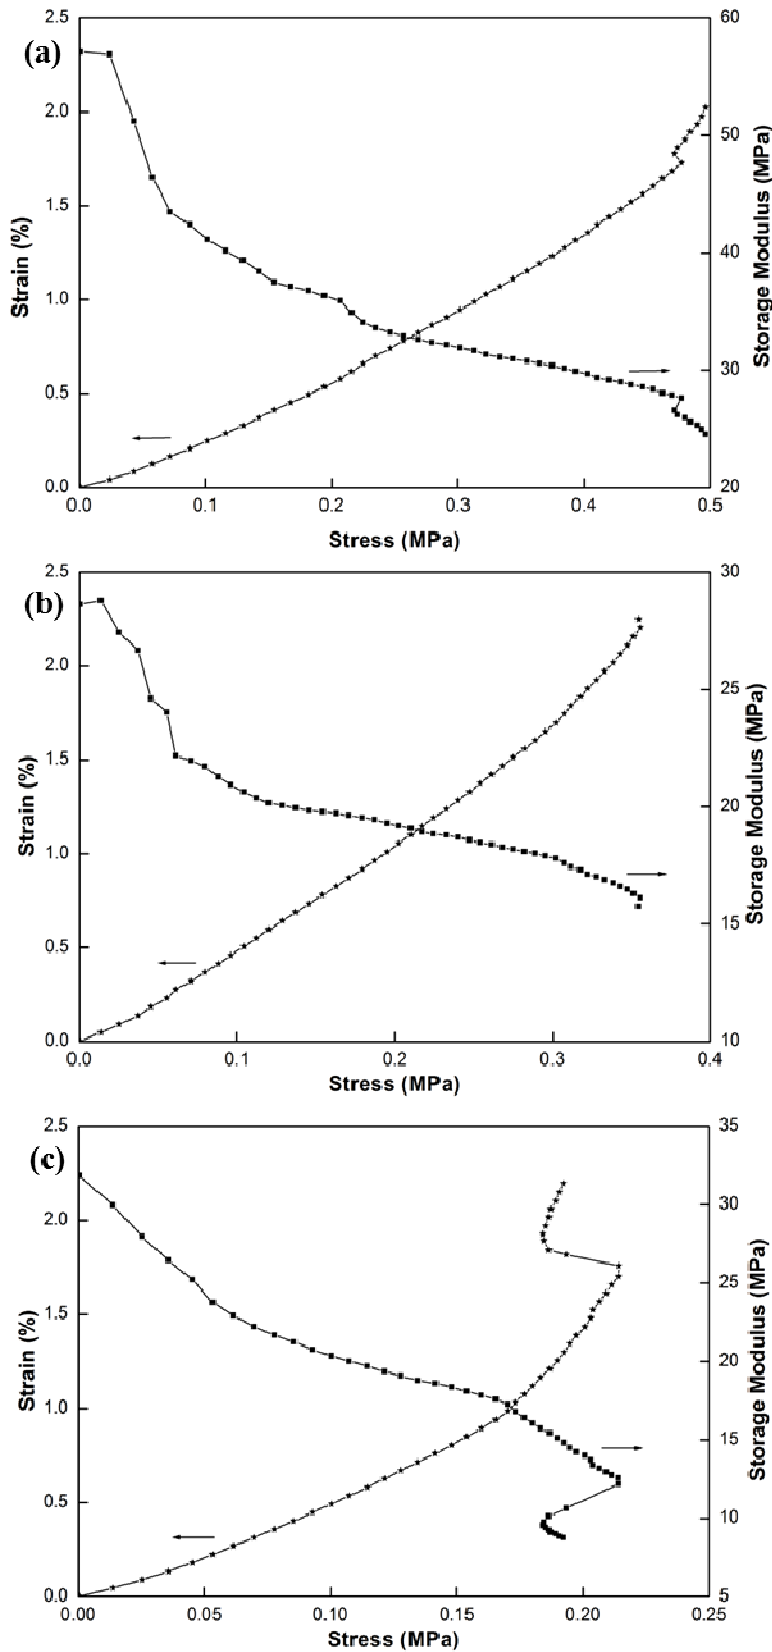 (a)
2.5
2.0
1.5
1.0
0.5
0.0
Strain (%)
60
50
40
30
20
Storage Modulus (MPa)
0.0 0.1 0.2 0.3 0.4 0.5
Stress (MPa)
(b)
2.5
2.0
1.5
1.0
0.5
0.0
Strain (%)
30
25
20
15
10
Storage Modulus (MPa)
0.0 0.1 0.2 0.3 0.4
Stress (MPa)
(c)
2.5
2.0
1.5
1.0
0.5
0.0
Strain (%)
35
30
25
20
15
10
5
Storage Modulus (MPa)
0.00 0.05 0.10 0.15 0.20 0.25
Stress (MPa)